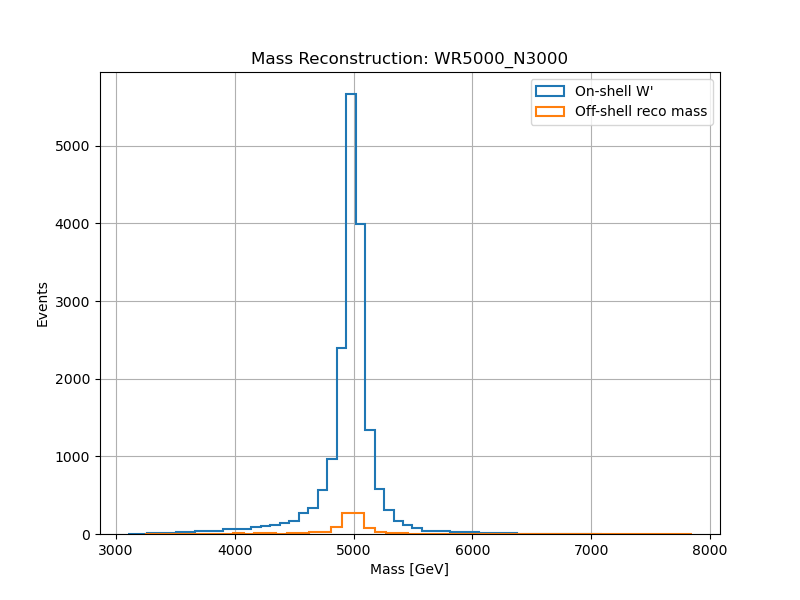 Mass Reconstruction: WR5000_N3000
On-shell W'
Off-shell reco mass
Events
5000
4000
3000
2000
1000
0
3000 4000 5000 6000 7000 8000
Mass [GeV]